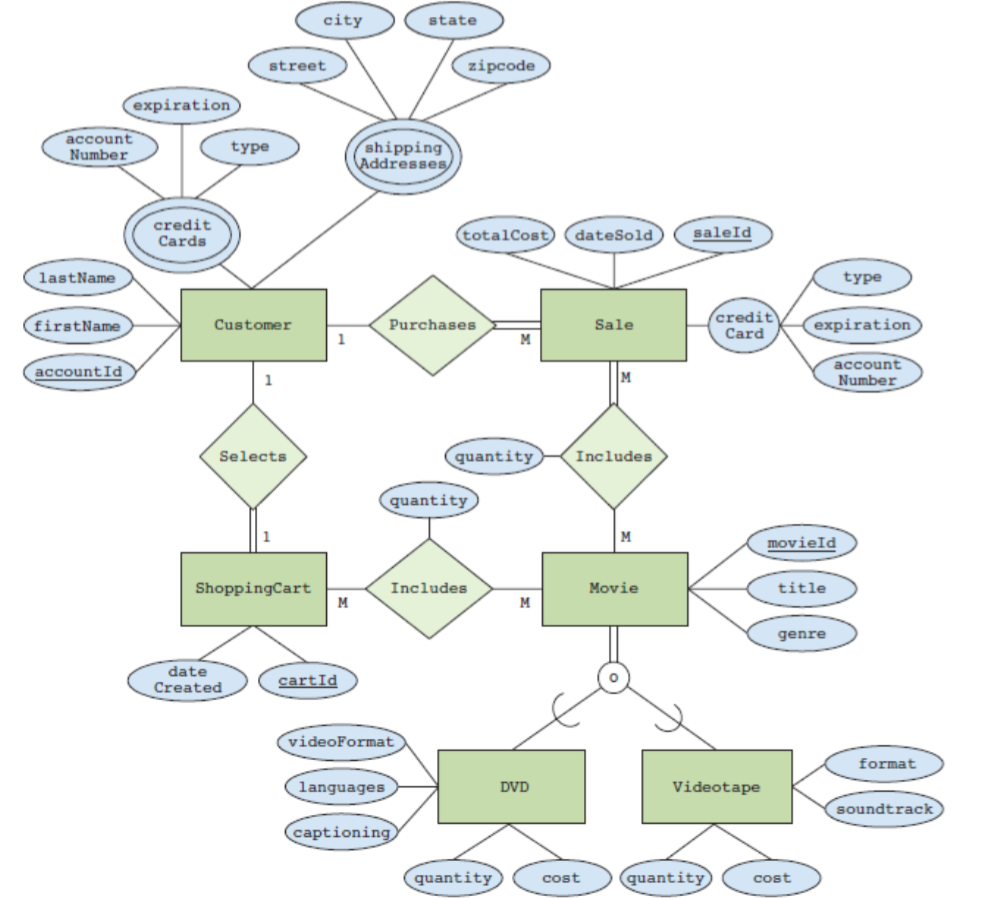 city
state
street
zipcode
expiration
account
Number
type
shipping
Addresses
credit
Cards
totalCost
dateSold
saleId
lastName
firstName
accountId
Customer
1
Purchases
M
Sale
credit
Card
type
expiration
account
Number
1
M
Selects
quantity
Includes
quantity
1
M
ShoppingCart
M
Includes
M
Movie
movieId
title
genre
date
Created
cartId
o
videoFormat
languages
captioning
DVD
Videotape
format
soundtrack
quantity
cost
quantity
cost